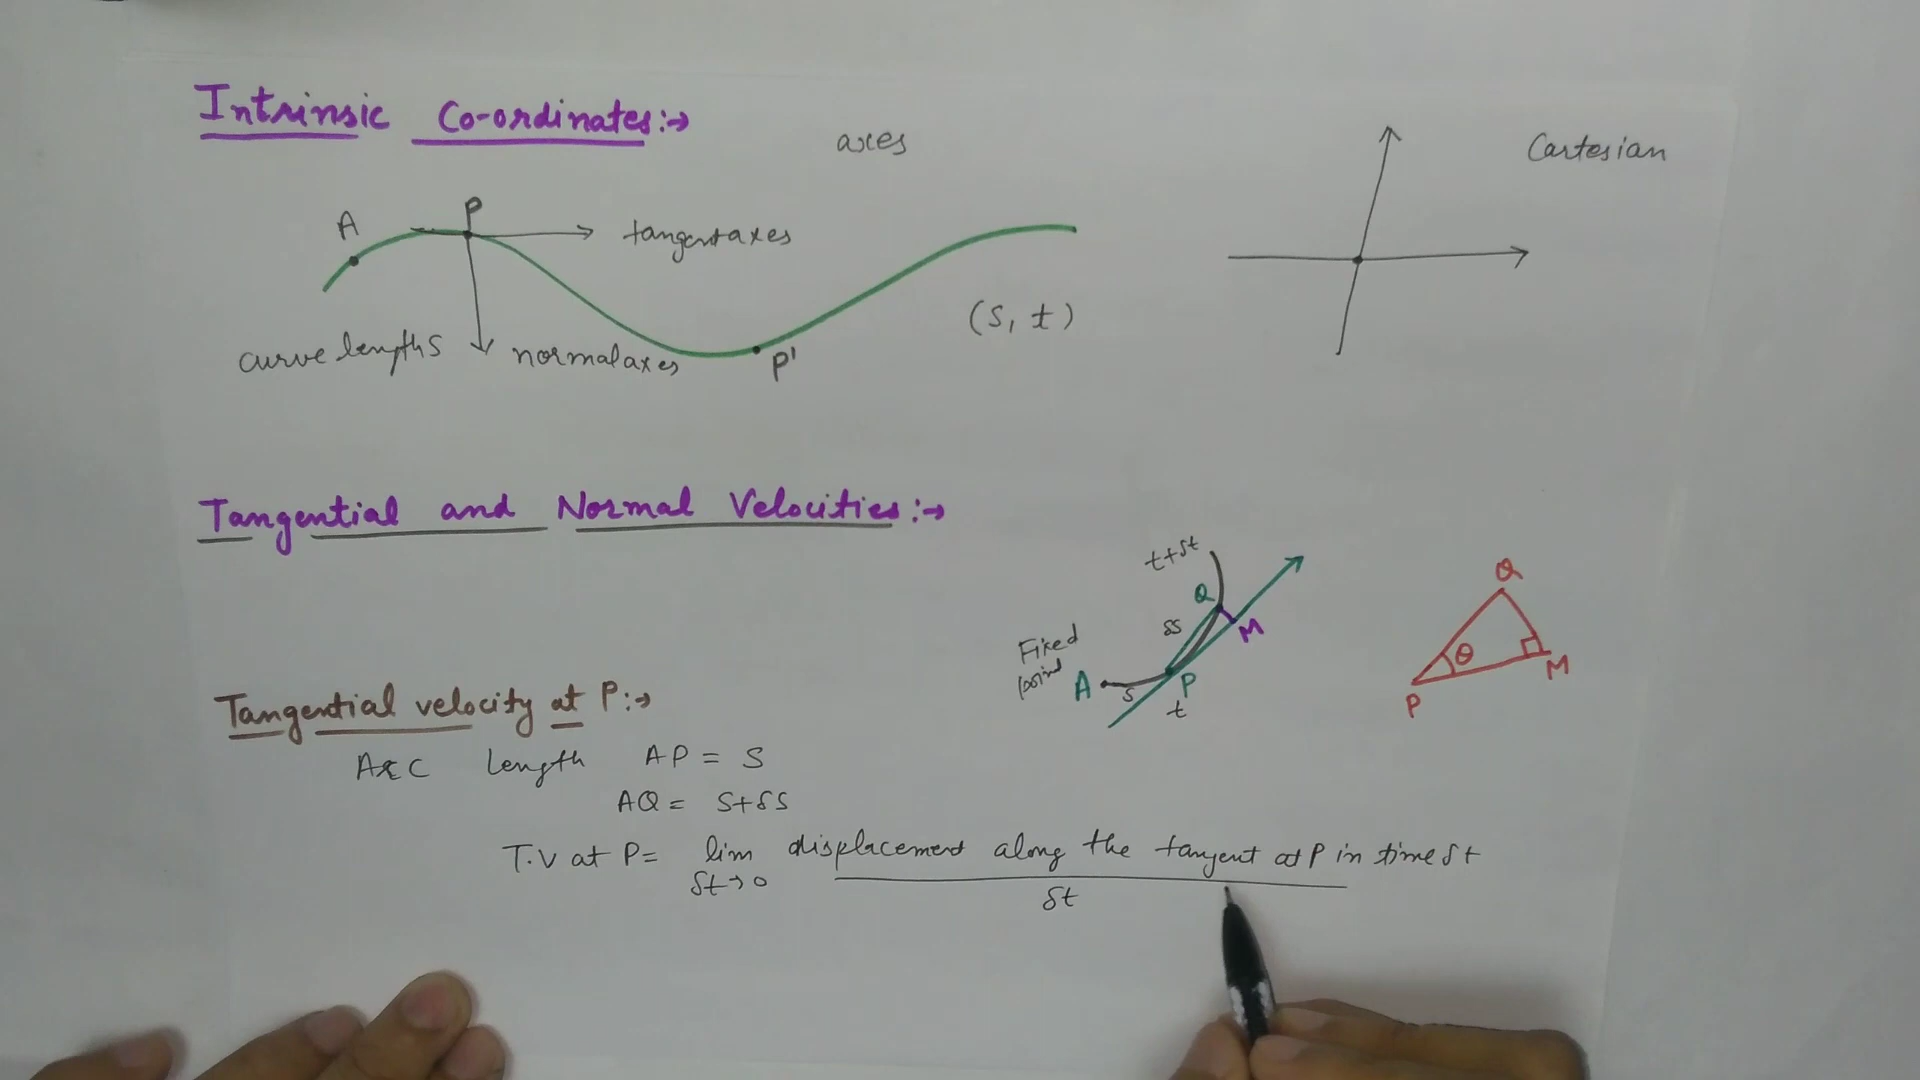 Intrinsic Co-ordinates:→
axes
Cartesian
A
P
tangent axes
(S, t)
curve length S
normal axes
P'
Tangential and Normal Velocities:→
t+δt
Q
δs
M
Fixed point
A
s
P
t
Q
θ
M
P
Tangential velocity at P:→
ARC Length AP = S
AQ = S+δS
T.V at P = lim displacement along the tangent at P in time δt
δt→0
δt